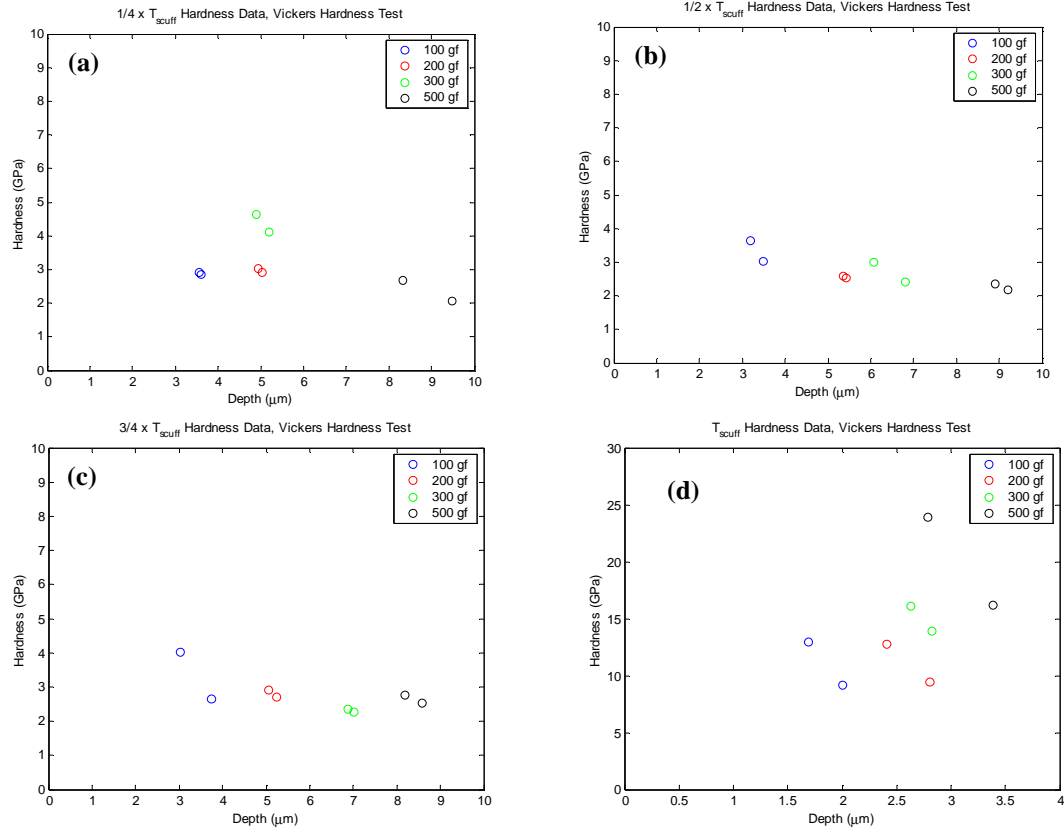 1/4 x Tscuff Hardness Data, Vickers Hardness Test
(a)
100 gf
200 gf
300 gf
500 gf
10
9
8
7
6
5
4
3
2
1
0
Hardness (GPa)
0 1 2 3 4 5 6 7 8 9 10
Depth (μm)
1/2 x Tscuff Hardness Data, Vickers Hardness Test
(b)
100 gf
200 gf
300 gf
500 gf
10
9
8
7
6
5
4
3
2
1
0
Hardness (GPa)
0 1 2 3 4 5 6 7 8 9 10
Depth (μm)
3/4 x Tscuff Hardness Data, Vickers Hardness Test
(c)
100 gf
200 gf
300 gf
500 gf
10
9
8
7
6
5
4
3
2
1
0
Hardness (GPa)
0 1 2 3 4 5 6 7 8 9 10
Depth (μm)
Tscuff Hardness Data, Vickers Hardness Test
(d)
100 gf
200 gf
300 gf
500 gf
30
25
20
15
10
5
0
Hardness (GPa)
0 0.5 1 1.5 2 2.5 3 3.5 4
Depth (μm)